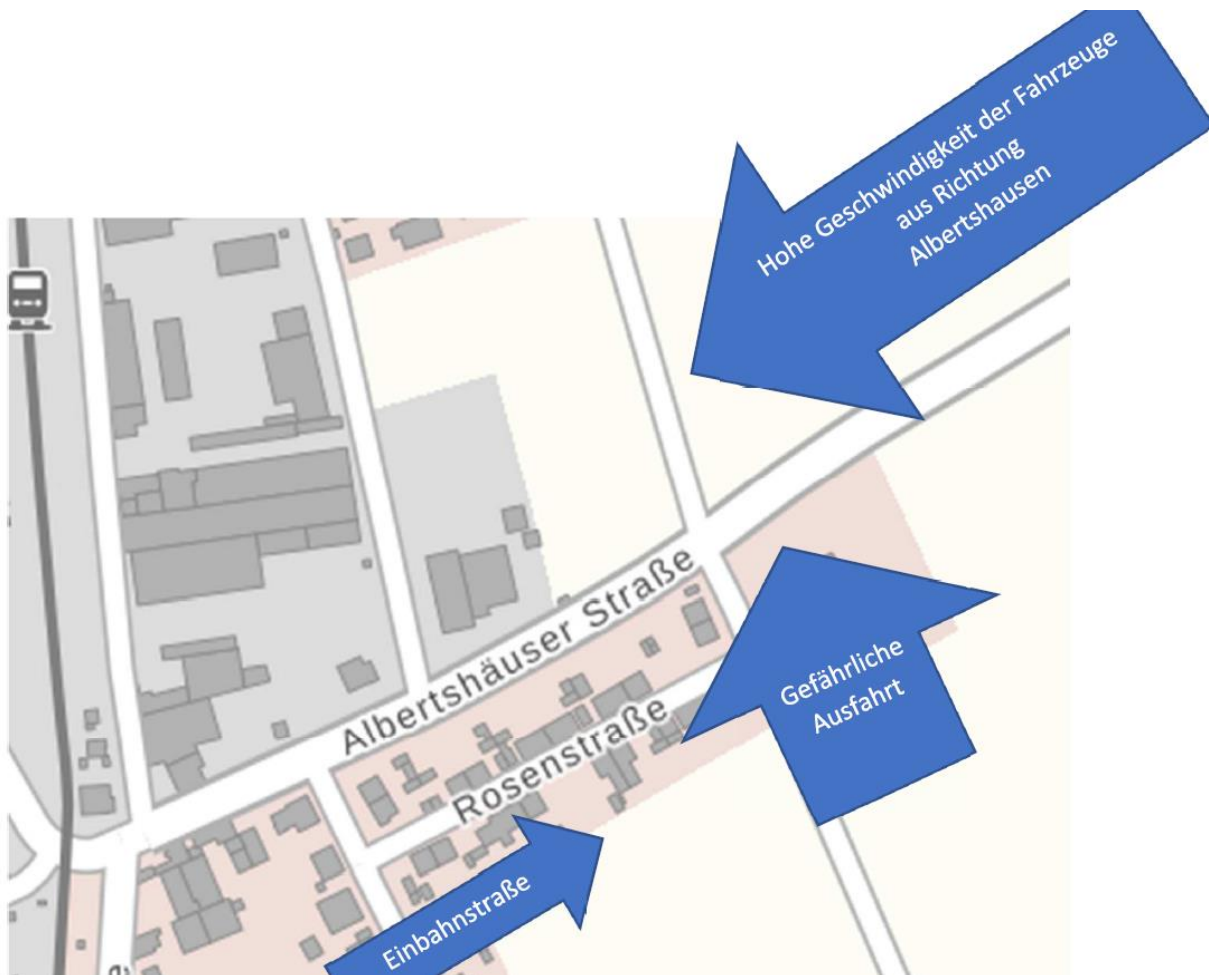 Hohe Geschwindigkeit der Fahrzeuge
aus Richtung
Albertshausen
Albertshäuser Straße
Gefährliche
Ausfahrt
Rosenstraße
Einbahnstraße